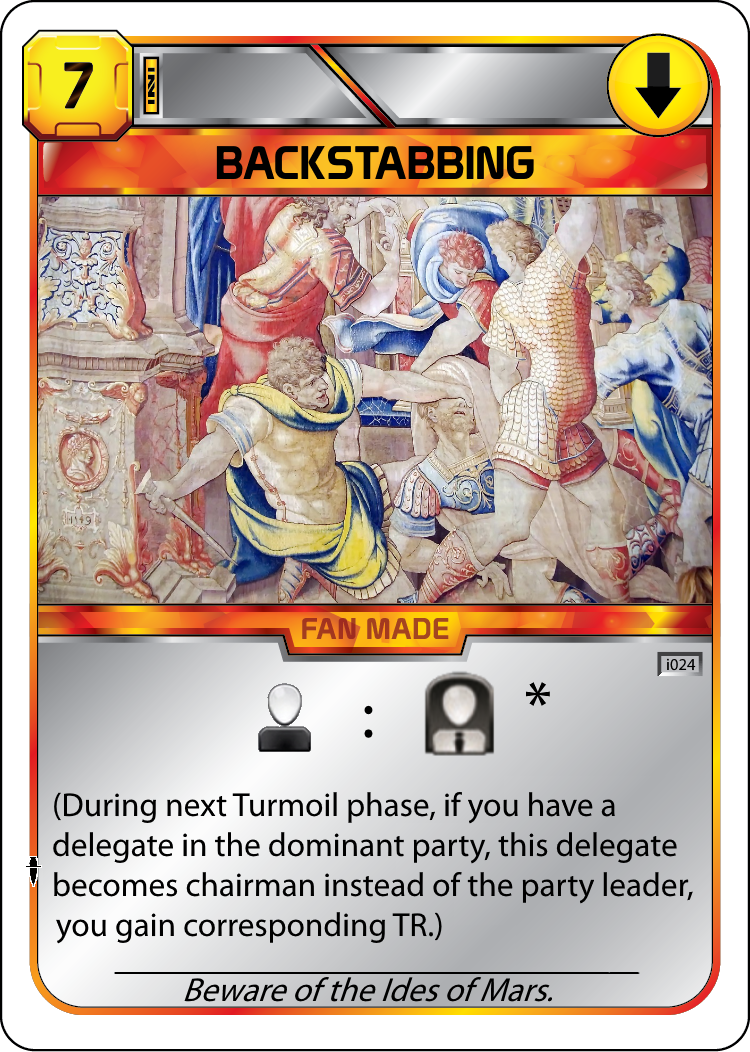 7
BACKSTABBING
FAN MADE
i024
: *
(During next Turmoil phase, if you have a
delegate in the dominant party, this delegate
becomes chairman instead of the party leader,
you gain corresponding TR.)
Beware of the Ides of Mars.